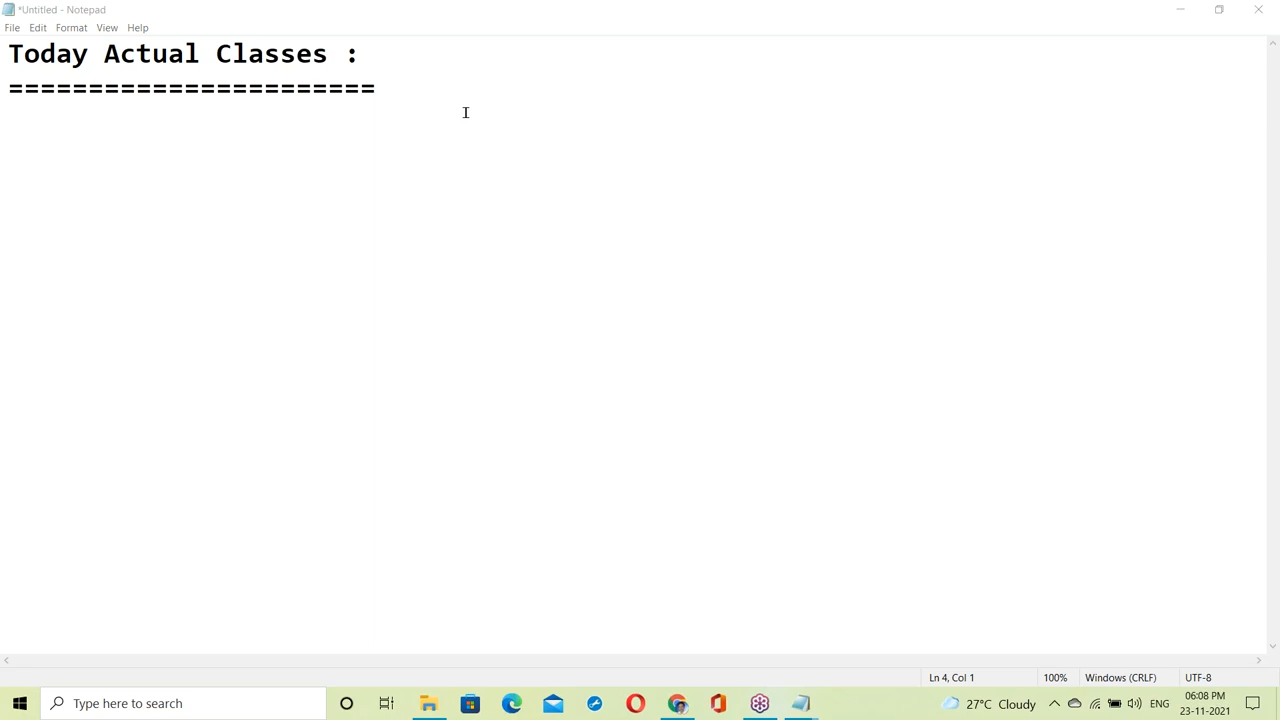 *Untitled - Notepad
File Edit Format View Help
Today Actual Classes :
=======================
Ln 4, Col 1 100% Windows (CRLF) UTF-8
Type here to search 27°C Cloudy ENG 06:08 PM
23-11-2021